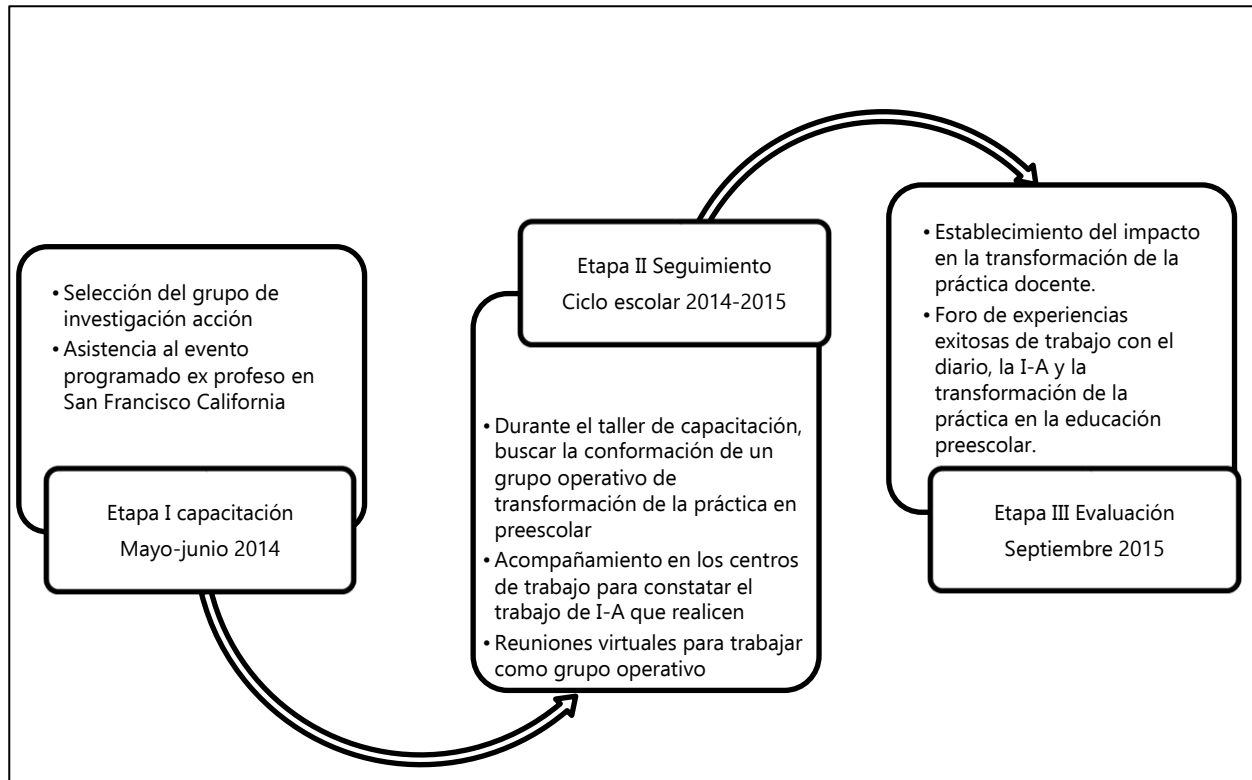 • Selección del grupo de
investigación acción
• Asistencia al evento
programado ex profeso en
San Francisco California
Etapa I capacitación
Mayo-junio 2014
Etapa II Seguimiento
Ciclo escolar 2014-2015
• Durante el taller de capacitación,
buscar la conformación de un
grupo operativo de
transformación de la práctica en
preescolar
• Acompañamiento en los centros
de trabajo para constatar el
trabajo de I-A que realicen
• Reuniones virtuales para trabajar
como grupo operativo
• Establecimiento del impacto
en la transformación de la
práctica docente.
• Foro de experiencias
exitosas de trabajo con el
diario, la I-A y la
transformación de la
práctica en la educación
preescolar.
Etapa III Evaluación
Septiembre 2015